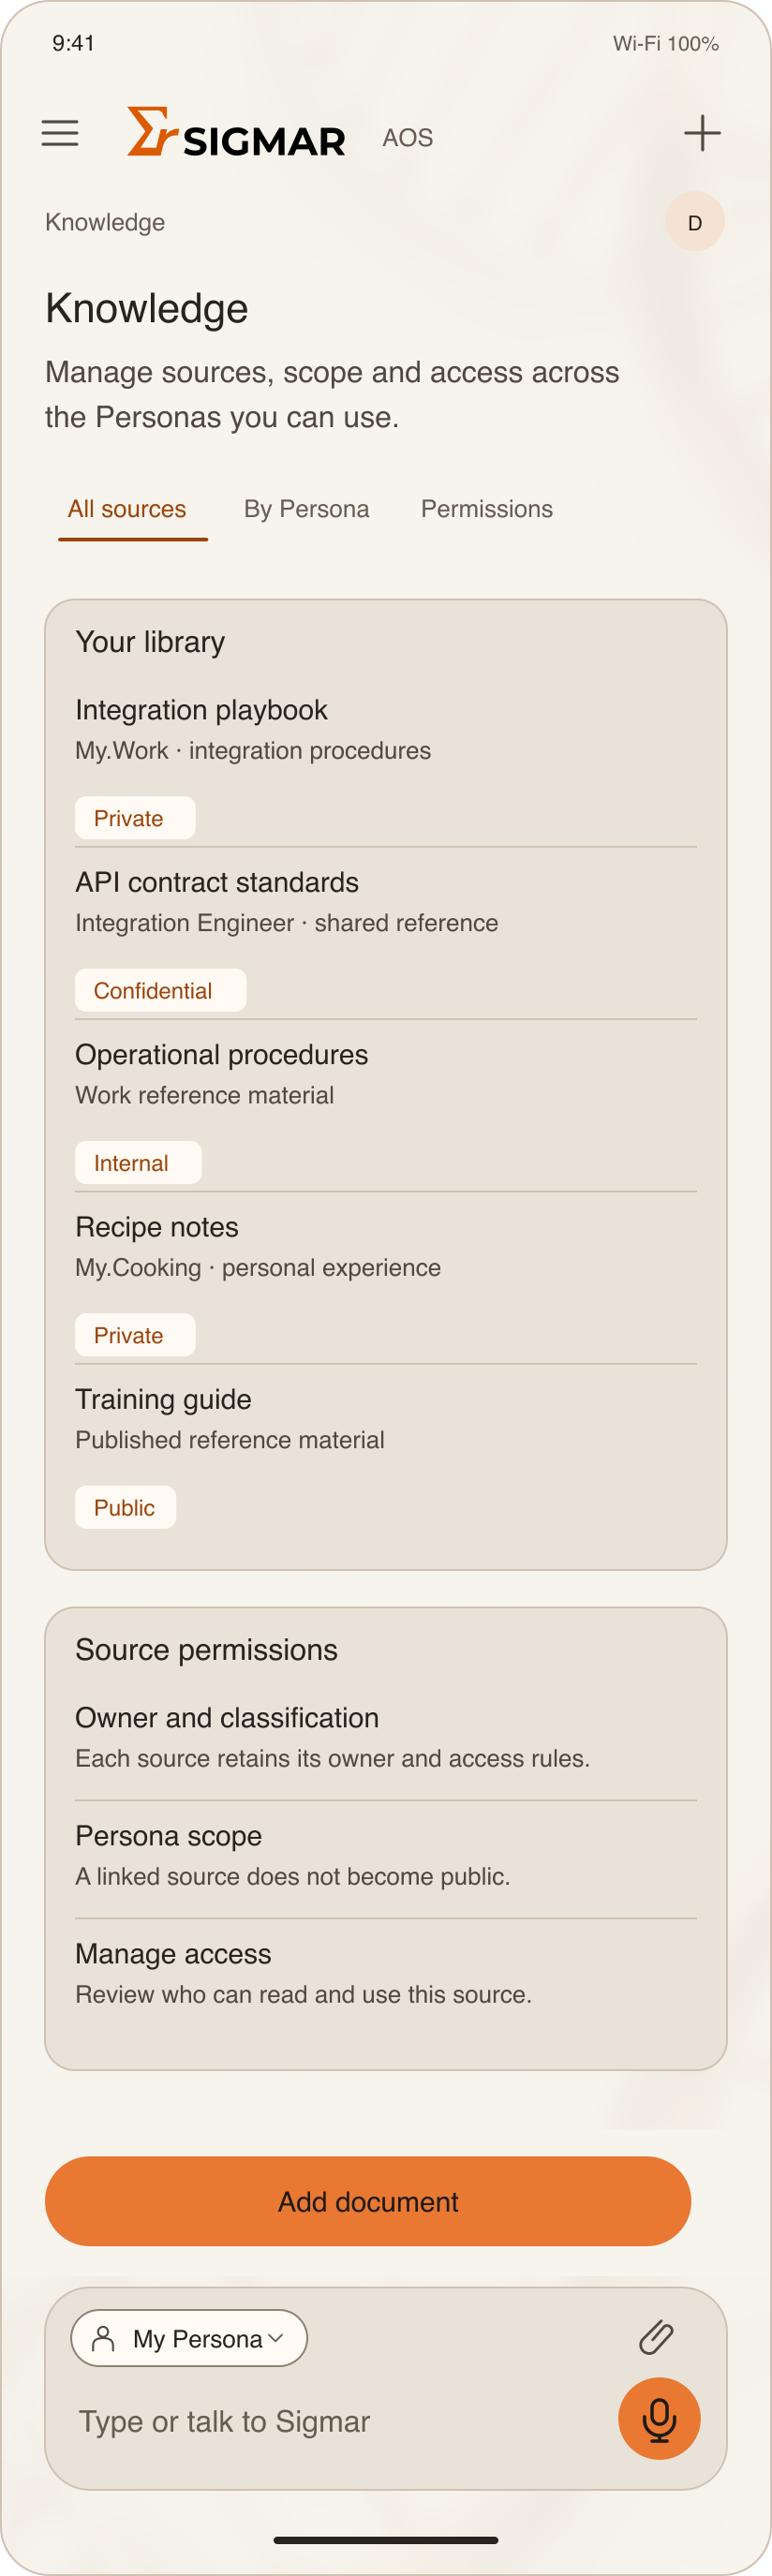 9:41
Wi-Fi 100%
Σr SIGMAR AOS
Knowledge
D
Knowledge
Manage sources, scope and access across
the Personas you can use.
All sources
By Persona
Permissions
Your library
Integration playbook
My.Work · integration procedures
Private
API contract standards
Integration Engineer · shared reference
Confidential
Operational procedures
Work reference material
Internal
Recipe notes
My.Cooking · personal experience
Private
Training guide
Published reference material
Public
Source permissions
Owner and classification
Each source retains its owner and access rules.
Persona scope
A linked source does not become public.
Manage access
Review who can read and use this source.
Add document
My Persona
Type or talk to Sigmar